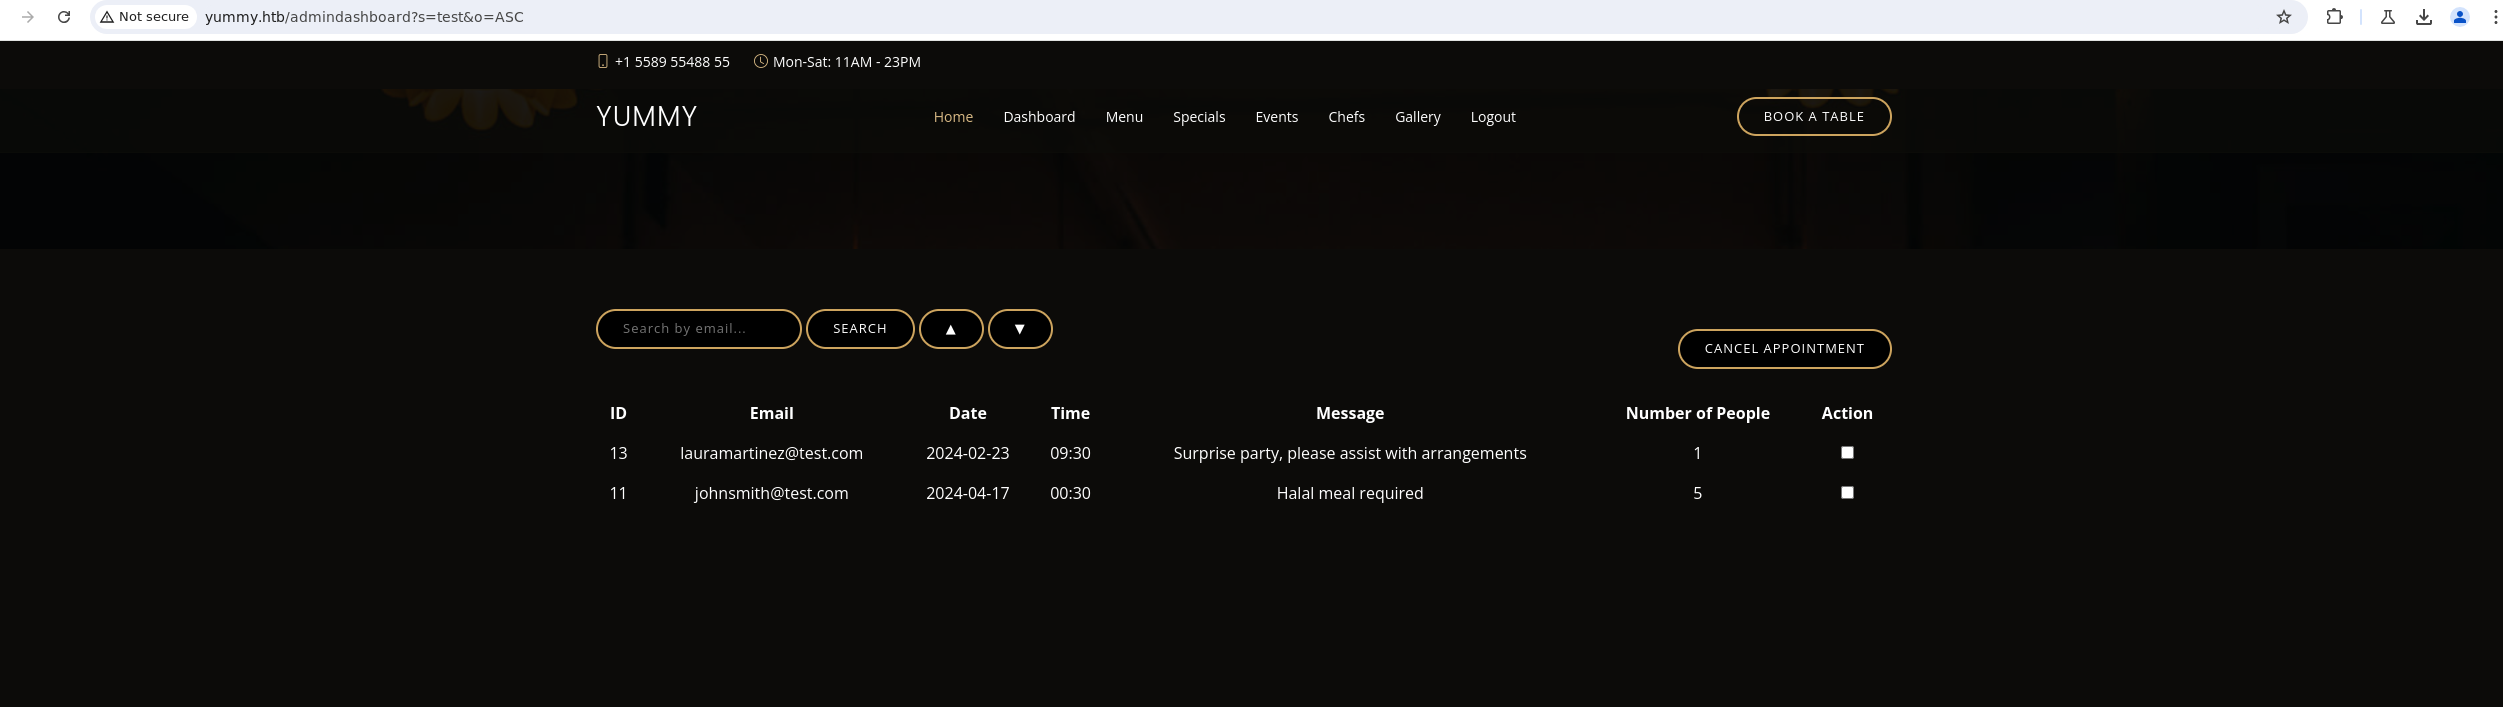 Not secure yummy.htb/admindashboard?s=test&o=ASC
+1 5589 55488 55 Mon-Sat: 11AM - 23PM
YUMMY Home Dashboard Menu Specials Events Chefs Gallery Logout BOOK A TABLE
Search by email... SEARCH ▲ ▼
CANCEL APPOINTMENT
ID Email Date Time Message Number of People Action
13 lauramartinez@test.com 2024-02-23 09:30 Surprise party, please assist with arrangements 1
11 johnsmith@test.com 2024-04-17 00:30 Halal meal required 5